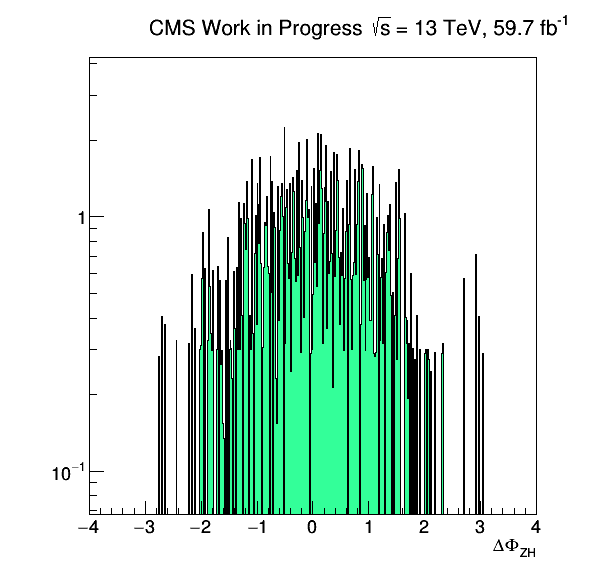 CMS Work in Progress √s = 13 TeV, 59.7 fb⁻¹
1
10⁻¹
−4 −3 −2 −1 0 1 2 3 4
ΔΦ_ZH